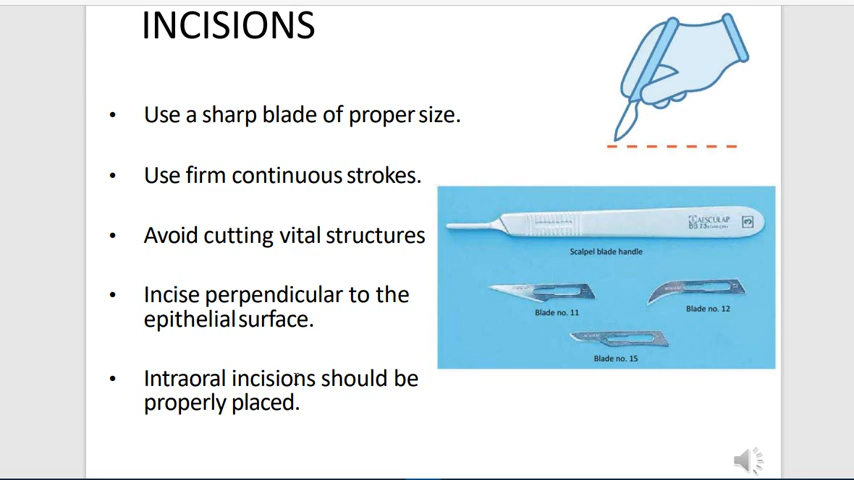 INCISIONS
• Use a sharp blade of proper size.
• Use firm continuous strokes.
• Avoid cutting vital structures
• Incise perpendicular to the
epithelial surface.
• Intraoral incisions should be
properly placed.
AESCULAP
3
Scalpel blade handle
Blade no. 11
Blade no. 12
Blade no. 15